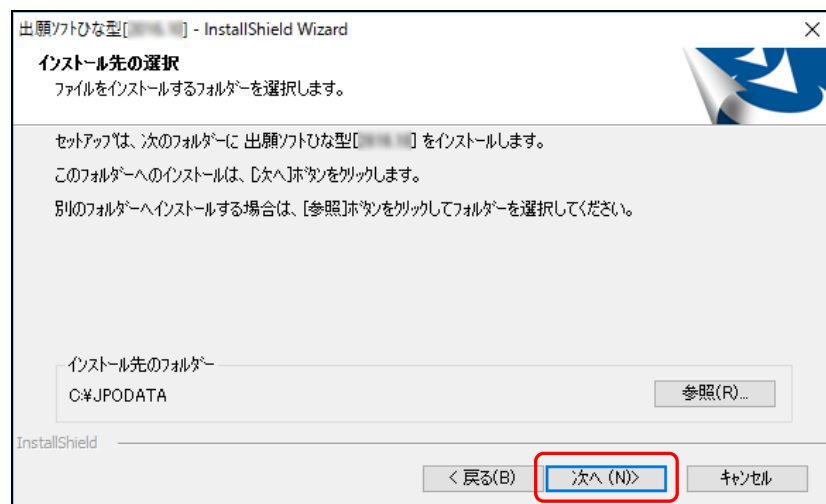 出願ソフトひな型[ ] - InstallShield Wizard
インストール先の選択
ファイルをインストールするフォルダーを選択します。
セットアップは、次のフォルダーに 出願ソフトひな型[ ] をインストールします。
このフォルダーへのインストールは、[次へ]ボタンをクリックします。
別のフォルダーへインストールする場合は、[参照]ボタンをクリックしてフォルダーを選択してください。
インストール先のフォルダー
C:¥JPODATA
参照(R)...
InstallShield
< 戻る(B)
次へ (N)>
キャンセル